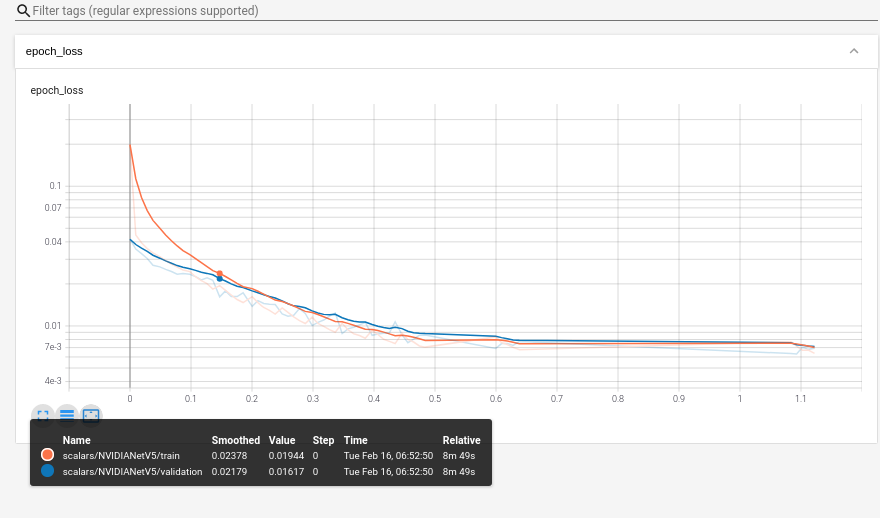 Filter tags (regular expressions supported)
epoch_loss
epoch_loss
0.1
0.07
0.04
0.01
7e-3
4e-3
0 0.1 0.2 0.3 0.4 0.5 0.6 0.7 0.8 0.9 1 1.1
Name Smoothed Value Step Time Relative
scalars/NVIDIANetV5/train 0.02378 0.01944 0 Tue Feb 16, 06:52:50 8m 49s
scalars/NVIDIANetV5/validation 0.02179 0.01617 0 Tue Feb 16, 06:52:50 8m 49s